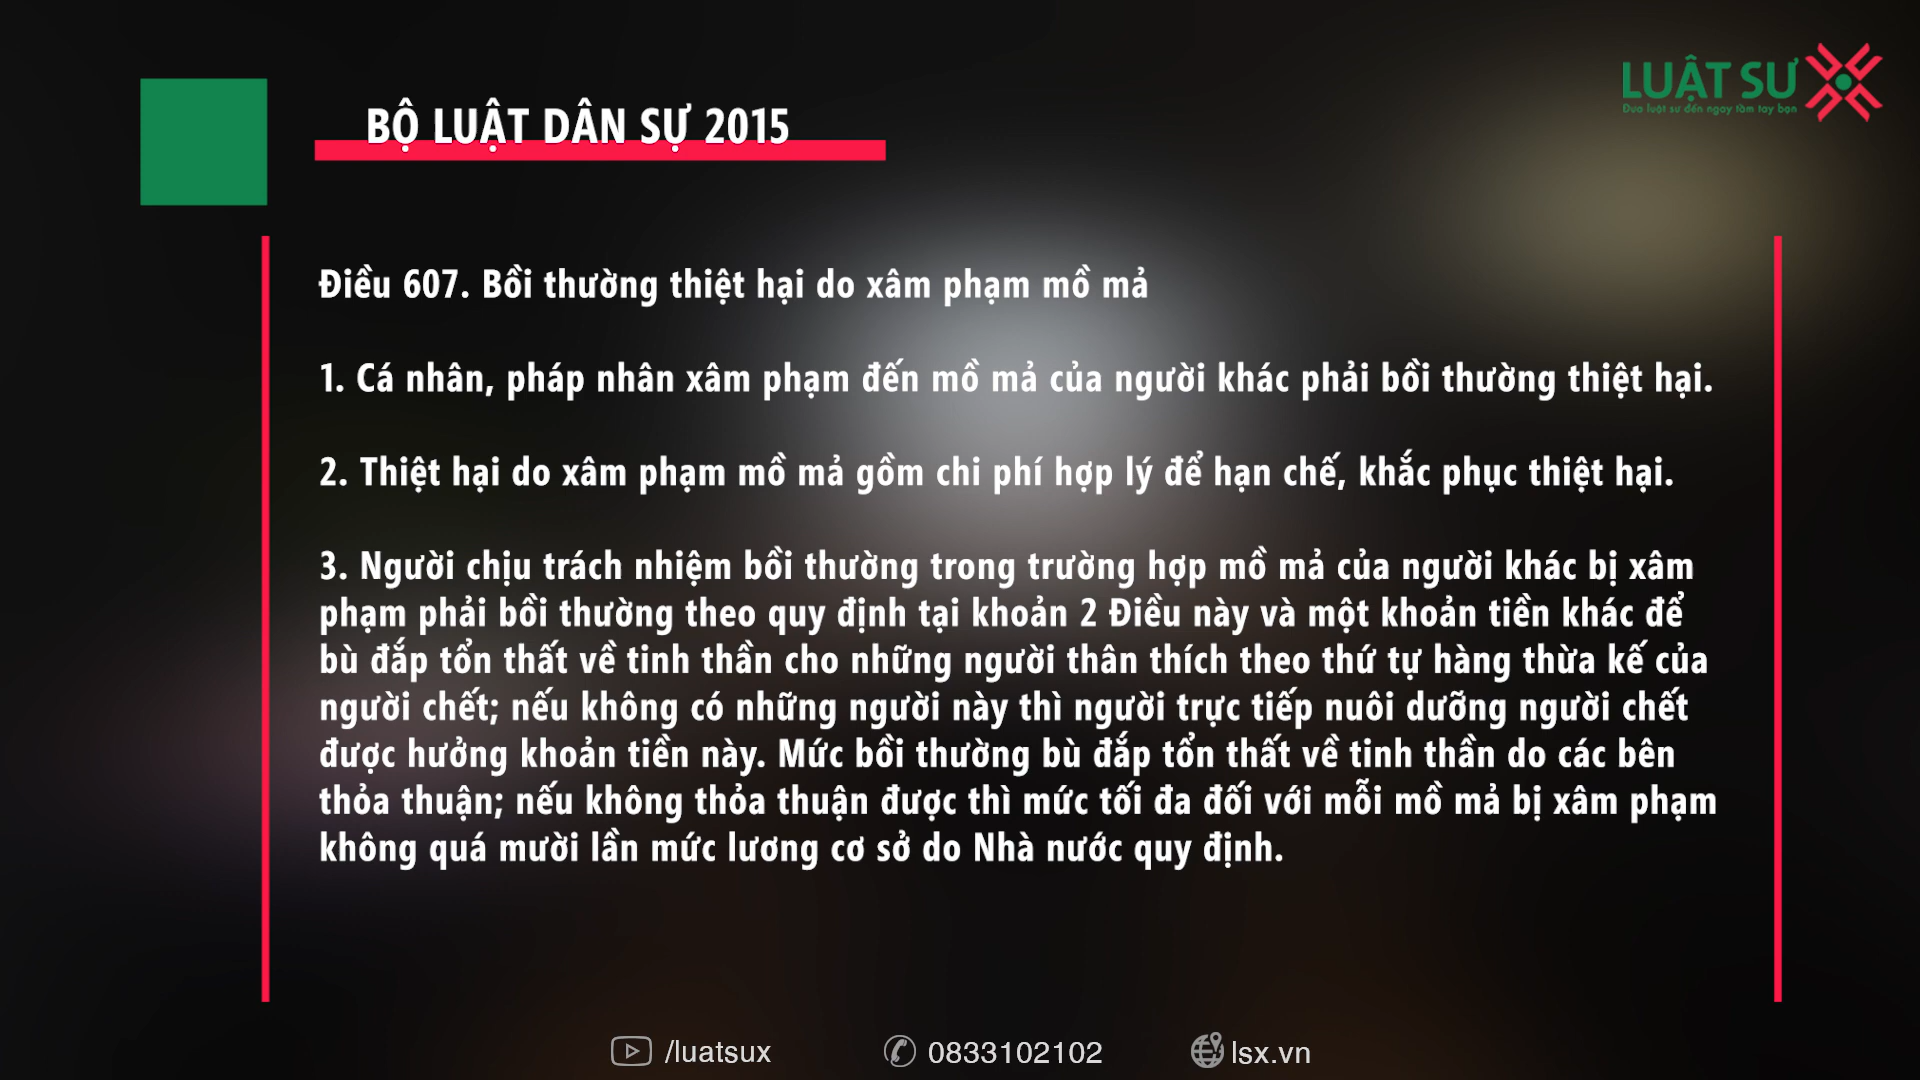 LUẬT SƯ X
Đưa luật sư đến ngay tầm tay bạn
BỘ LUẬT DÂN SỰ 2015
Điều 607. Bồi thường thiệt hại do xâm phạm mồ mả
1. Cá nhân, pháp nhân xâm phạm đến mồ mả của người khác phải bồi thường thiệt hại.
2. Thiệt hại do xâm phạm mồ mả gồm chi phí hợp lý để hạn chế, khắc phục thiệt hại.
3. Người chịu trách nhiệm bồi thường trong trường hợp mồ mả của người khác bị xâm
phạm phải bồi thường theo quy định tại khoản 2 Điều này và một khoản tiền khác để
bù đắp tổn thất về tinh thần cho những người thân thích theo thứ tự hàng thừa kế của
người chết; nếu không có những người này thì người trực tiếp nuôi dưỡng người chết
được hưởng khoản tiền này. Mức bồi thường bù đắp tổn thất về tinh thần do các bên
thỏa thuận; nếu không thỏa thuận được thì mức tối đa đối với mỗi mồ mả bị xâm phạm
không quá mười lần mức lương cơ sở do Nhà nước quy định.
/luatsux
0833102102
lsx.vn